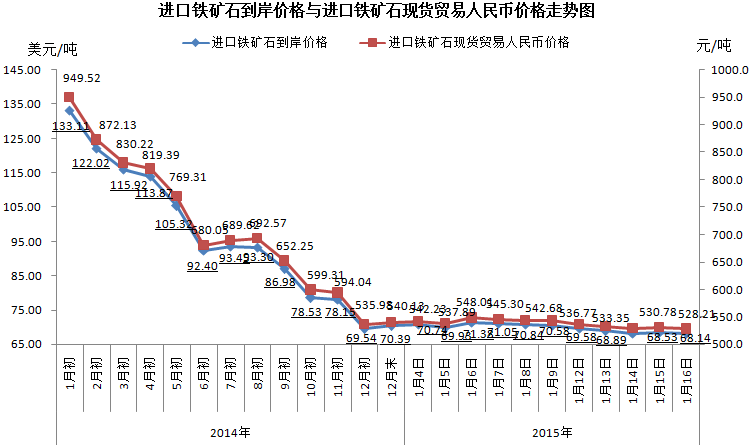 进口铁矿石到岸价格与进口铁矿石现货贸易人民币价格走势图
进口铁矿石到岸价格 进口铁矿石现货贸易人民币价格
美元/吨 元/吨
145.00 1000.0
135.00 950.0
125.00 900.0
115.00 850.0
105.00 800.0
95.00 750.0
85.00 700.0
75.00 650.0
65.00 600.0
550.0
500.0
949.52 872.13 830.22 819.39 769.31 680.05 689.62 692.57 652.25 599.31 594.04 535.98 540.13 542.23 537.89 548.01 545.30 542.68 536.77 533.35 530.78 528.21
133.11 122.02 115.92 113.87 105.32 92.40 93.42 93.30 86.98 78.53 78.15 69.54 70.39 70.74 71.05 70.84 70.58 69.58 68.89 68.53 68.14
1月初 2月初 3月初 4月初 5月初 6月初 7月初 8月初 9月初 10月初 11月初 12月初 12月末 1月4日 1月5日 1月6日 1月7日 1月8日 1月9日 1月12日 1月13日 1月14日 1月15日 1月16日
2014年 2015年